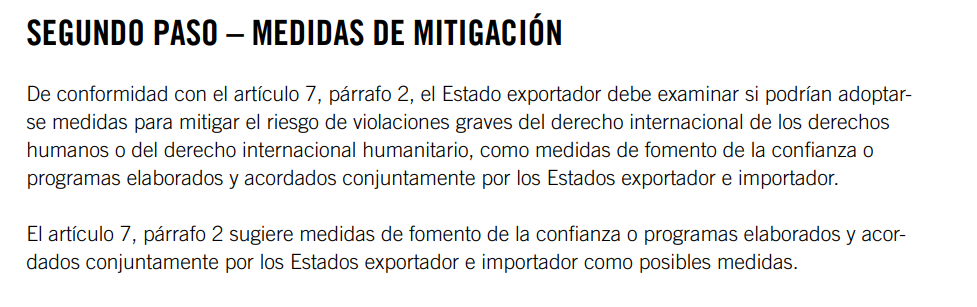 SEGUNDO PASO – MEDIDAS DE MITIGACIÓN
De conformidad con el artículo 7, párrafo 2, el Estado exportador debe examinar si podrían adoptar-
se medidas para mitigar el riesgo de violaciones graves del derecho internacional de los derechos
humanos o del derecho internacional humanitario, como medidas de fomento de la confianza o
programas elaborados y acordados conjuntamente por los Estados exportador e importador.
El artículo 7, párrafo 2 sugiere medidas de fomento de la confianza o programas elaborados y acor-
dados conjuntamente por los Estados exportador e importador como posibles medidas.